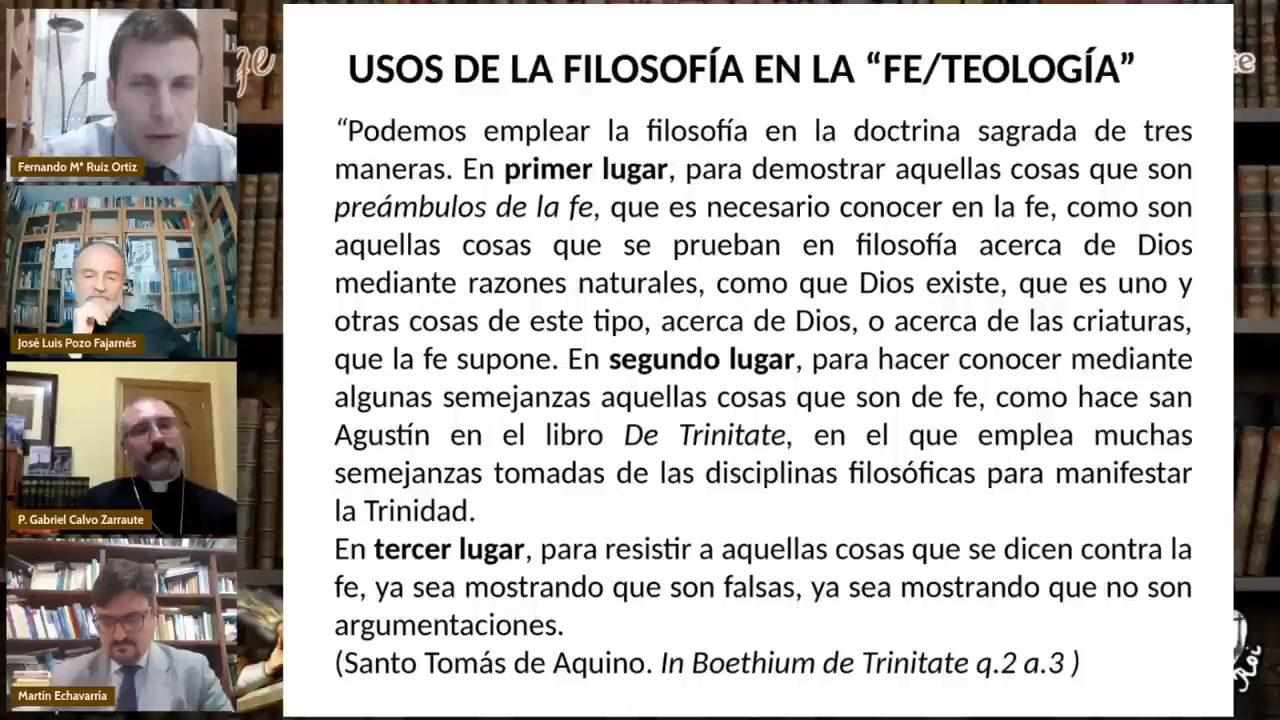 Fernando Mª Ruiz Ortiz
José Luis Pozo Fajarnés
P. Gabriel Calvo Zarraute
Martín Echavarría
USOS DE LA FILOSOFÍA EN LA “FE/TEOLOGÍA”
“Podemos emplear la filosofía en la doctrina sagrada de tres
maneras. En primer lugar, para demostrar aquellas cosas que son
preámbulos de la fe, que es necesario conocer en la fe, como son
aquellas cosas que se prueban en filosofía acerca de Dios
mediante razones naturales, como que Dios existe, que es uno y
otras cosas de este tipo, acerca de Dios, o acerca de las criaturas,
que la fe supone. En segundo lugar, para hacer conocer mediante
algunas semejanzas aquellas cosas que son de fe, como hace san
Agustín en el libro De Trinitate, en el que emplea muchas
semejanzas tomadas de las disciplinas filosóficas para manifestar
la Trinidad.
En tercer lugar, para resistir a aquellas cosas que se dicen contra la
fe, ya sea mostrando que son falsas, ya sea mostrando que no son
argumentaciones.
(Santo Tomás de Aquino. In Boethium de Trinitate q.2 a.3 )
Roi